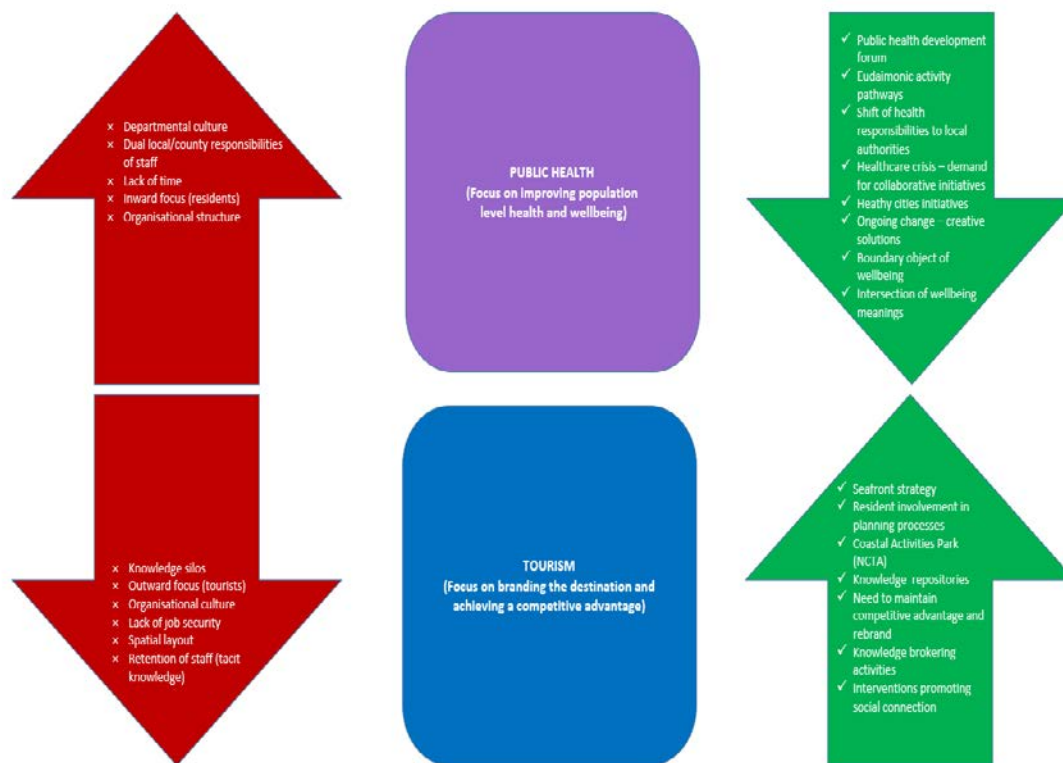 × Departmental culture
× Dual local/county responsibilities
of staff
× Lack of time
× Inward focus (residents)
× Organisational structure
PUBLIC HEALTH
(Focus on improving population
level health and wellbeing)
✓ Public health development
forum
✓ Eudaimonic activity
pathways
✓ Shift of health
responsibilities to local
authorities
✓ Healthcare crisis – demand
for collaborative initiatives
✓ Heathy cities initiatives
✓ Ongoing change – creative
solutions
✓ Boundary object of
wellbeing
✓ Intersection of wellbeing
meanings
× Knowledge silos
× Outward focus (tourists)
× Organisational culture
× Lack of job security
× Spatial layout
× Retention of staff (tacit
knowledge)
TOURISM
(Focus on branding the destination and
achieving a competitive advantage)
✓ Seafront strategy
✓ Resident involvement in
planning processes
✓ Coastal Activities Park
(NCTA)
✓ Knowledge repositories
✓ Need to maintain
competitive advantage and
rebrand
✓ Knowledge brokering
activities
✓ Interventions promoting
social connection